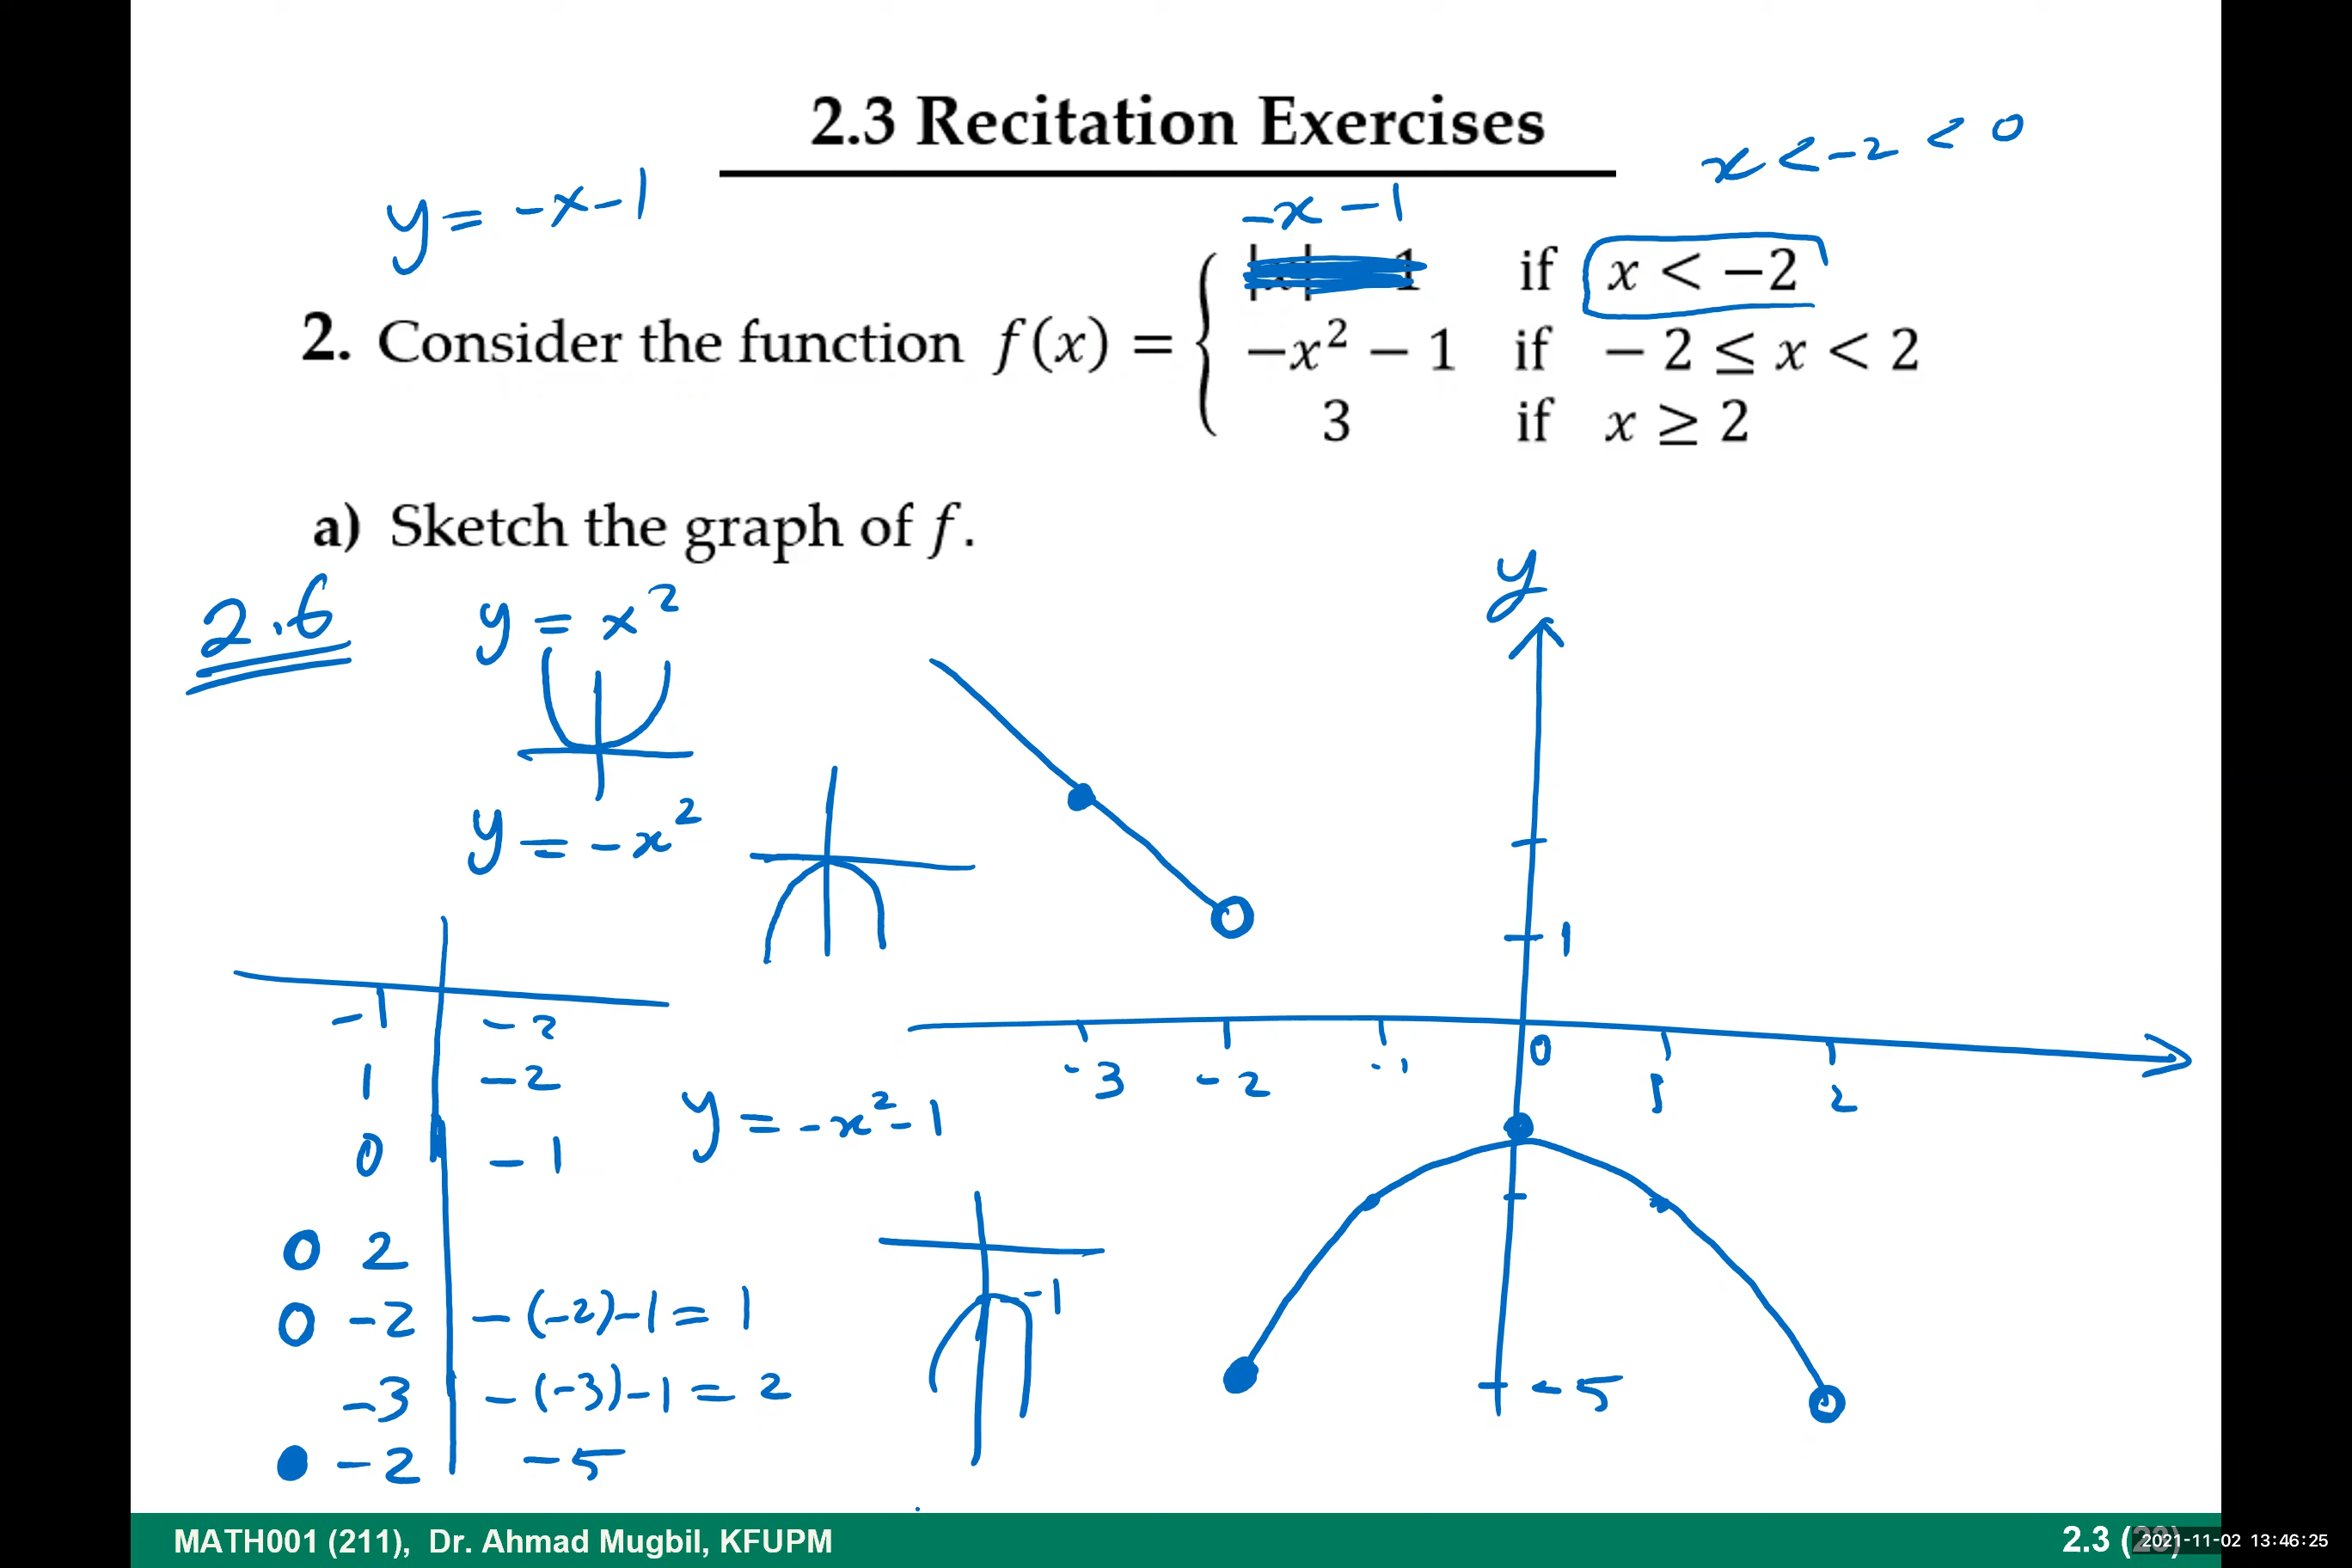 2.3 Recitation Exercises
x < -2 < 0
y = -x-1
-x-1
|x| - 1 if x < −2
2. Consider the function f(x) = { −x² − 1 if − 2 ≤ x < 2
3 if x ≥ 2
a) Sketch the graph of f.
2.6
y = x²
y
y = -x²
1
-1 -2
1 -2
0 -1
y = -x²-1
-3 -2 -1 0 1 2
2
-2 -(-2)-1 = 1
-1
-3 -(-3)-1 = 2
-5
-2 -5
MATH001 (211), Dr. Ahmad Mugbil, KFUPM
2.3 (
2021-11-02 13:46:25